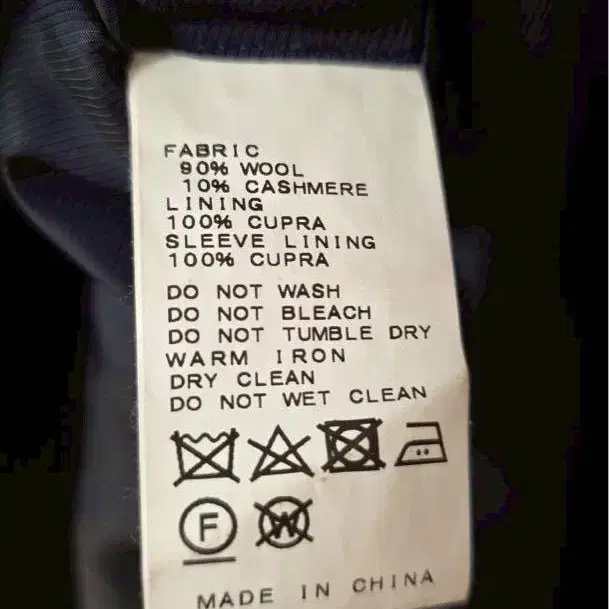 FABRIC
90% WOOL
10% CASHMERE
LINING
100% CUPRA
SLEEVE LINING
100% CUPRA
DO NOT WASH
DO NOT BLEACH
DO NOT TUMBLE DRY
WARM IRON
DRY CLEAN
DO NOT WET CLEAN
F W
MADE IN CHINA